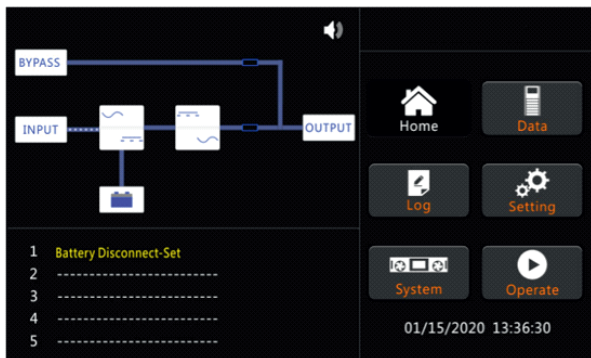 BYPASS
INPUT
OUTPUT
1 Battery Disconnect-Set
2 -------------------------
3 -------------------------
4 -------------------------
5 -------------------------
Home
Data
Log
Setting
System
Operate
01/15/2020 13:36:30